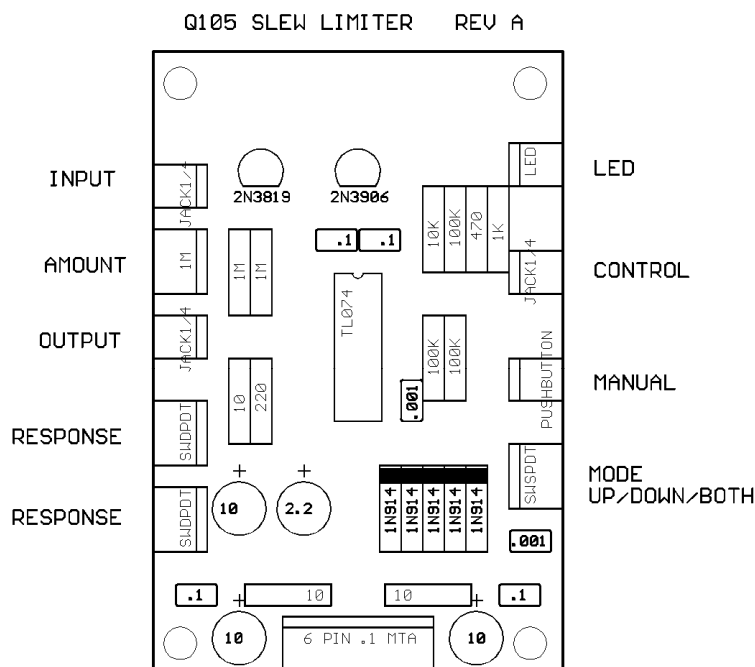 Q105 SLEW LIMITER REV A
INPUT
JACK1/4
2N3819
2N3906
LED
LED
AMOUNT
1M
1M
1M
.1
.1
10K
100K
470
1K
JACK1/4
CONTROL
TL074
OUTPUT
JACK1/4
100K
100K
PUSHBUTTON
MANUAL
10
220
.001
RESPONSE
SWDPDT
SWSPDT
MODE
UP/DOWN/BOTH
RESPONSE
SWDPDT
+
10
+
2.2
1N914
1N914
1N914
1N914
1N914
.001
.1
10
10
.1
+
10
6 PIN .1 MTA
+
10